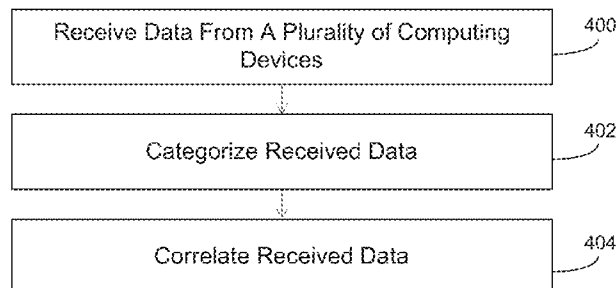 Receive Data From A Plurality of Computing
Devices
400
Categorize Received Data
402
Correlate Received Data
404